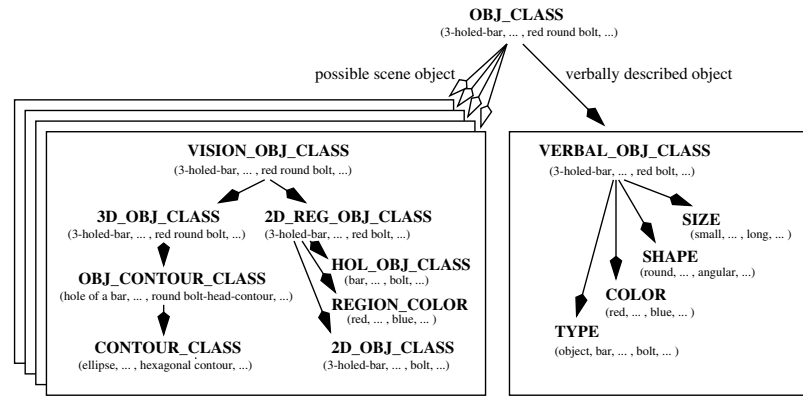 OBJ_CLASS
(3-holed-bar, ... , red round bolt, ...)
possible scene object
verbally described object
VISION_OBJ_CLASS
(3-holed-bar, ... , red round bolt, ...)
3D_OBJ_CLASS
(3-holed-bar, ... , red round bolt, ...)
2D_REG_OBJ_CLASS
(3-holed-bar, ... , red bolt, ...)
OBJ_CONTOUR_CLASS
(hole of a bar, ... , round bolt-head-contour, ...)
HOL_OBJ_CLASS
(bar, ... , bolt, ...)
REGION_COLOR
(red, ... , blue, ... )
CONTOUR_CLASS
(ellipse, ... , hexagonal contour, ...)
2D_OBJ_CLASS
(3-holed-bar, ... , bolt, ...)
VERBAL_OBJ_CLASS
(3-holed-bar, ... , red bolt, ...)
SIZE
(small, ... , long, ... )
SHAPE
(round, ... , angular, ...)
COLOR
(red, ... , blue, ... )
TYPE
(object, bar, ... , bolt, ... )